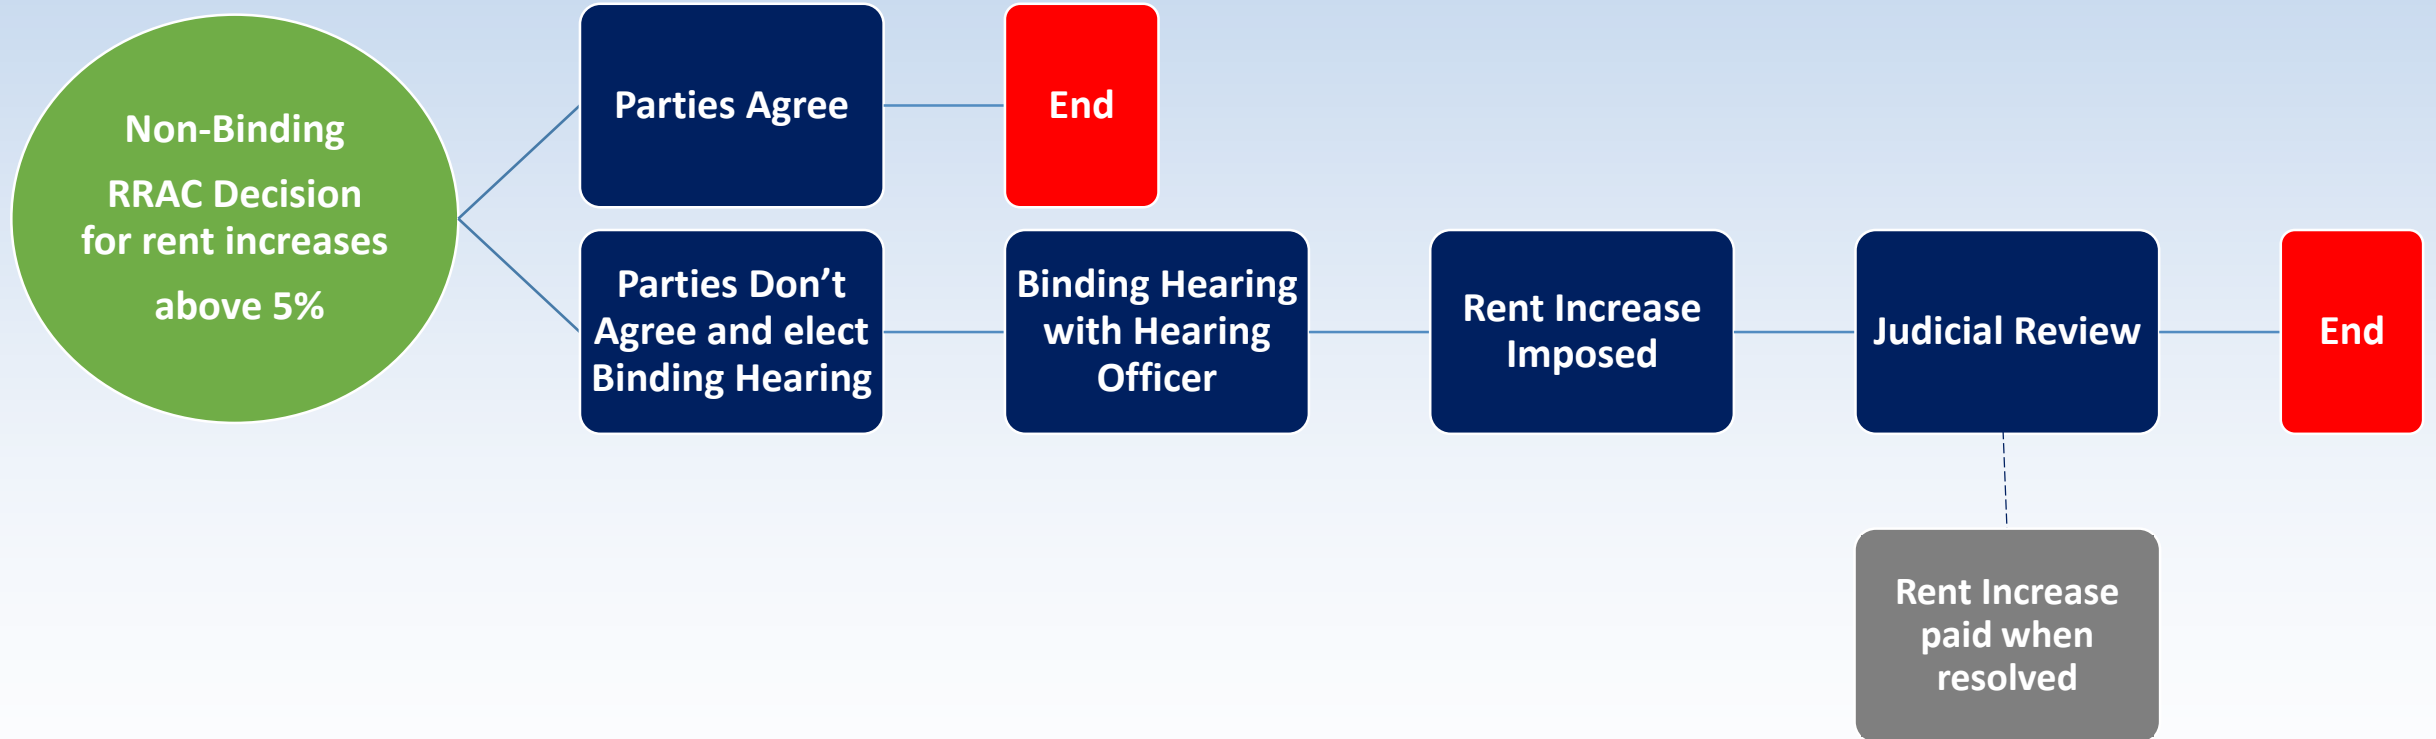 Non-Binding
RRAC Decision
for rent increases
above 5%
Parties Agree
End
Parties Don’t
Agree and elect
Binding Hearing
Binding Hearing
with Hearing
Officer
Rent Increase
Imposed
Judicial Review
End
Rent Increase
paid when
resolved